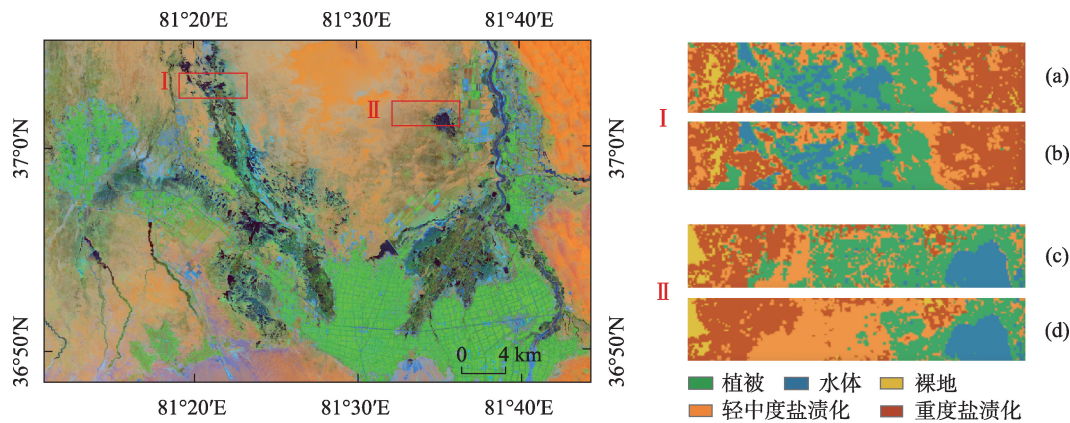 81°20′E 81°30′E 81°40′E
37°0′N
36°50′N
I
II
0 4 km
81°20′E 81°30′E 81°40′E
37°0′N
36°50′N
I
(a)
(b)
II
(c)
(d)
植被 水体 裸地
轻中度盐渍化 重度盐渍化